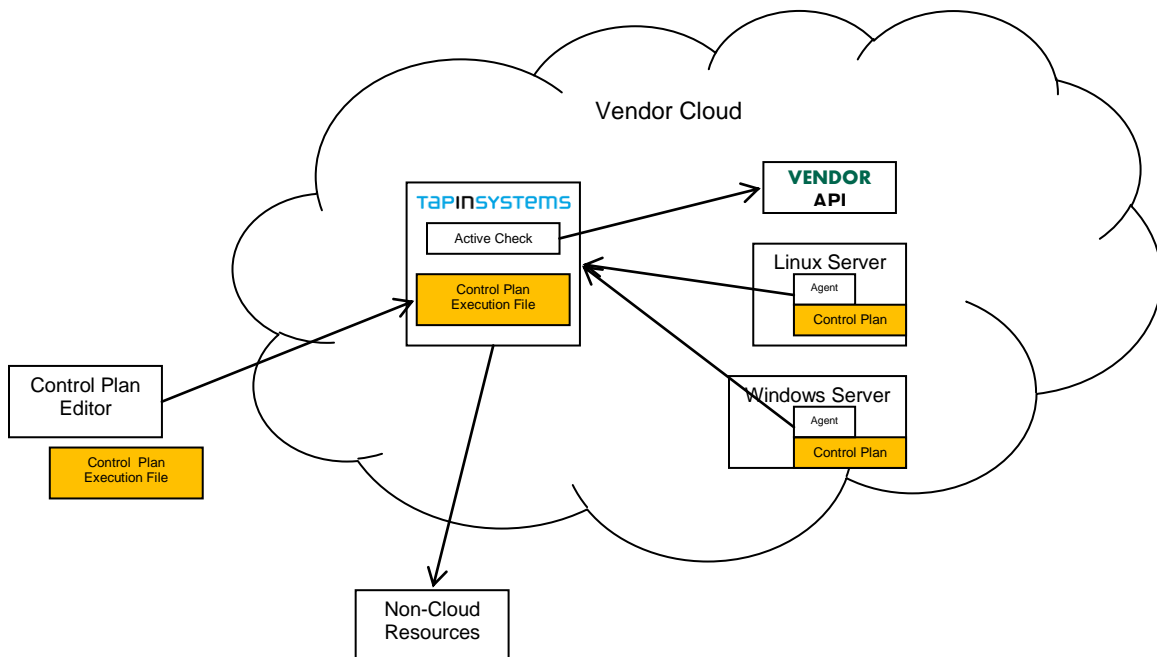 Vendor Cloud
TAPINSYSTEMS
Active Check
Control Plan
Execution File
VENDOR
API
Linux Server
Agent
Control Plan
Windows Server
Agent
Control Plan
Control Plan
Editor
Control Plan
Execution File
Non-Cloud
Resources